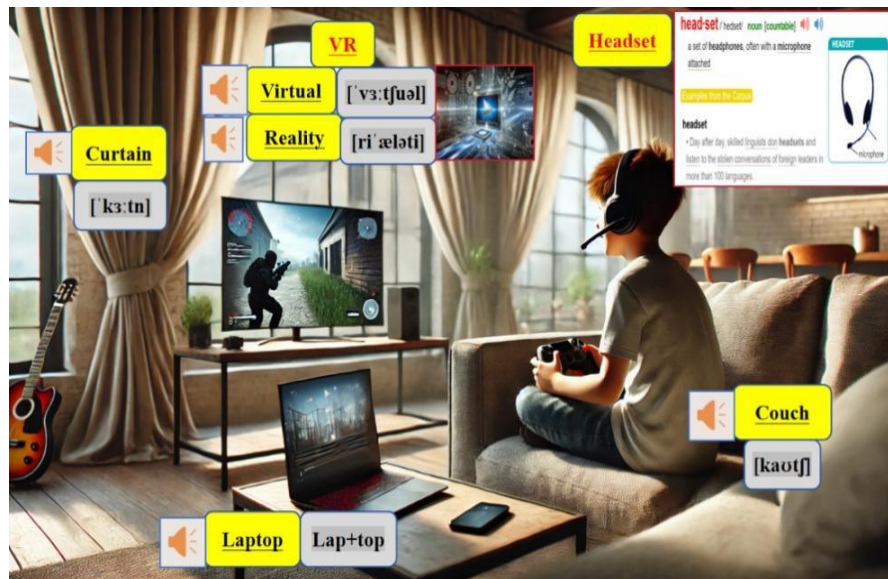 VR
Virtual
[ˈvɜːtʃuəl]
Reality
[riˈæləti]
Headset
head·set /ˈhedset/ noun [countable]
a set of headphones, often with a microphone
attached
Examples from the Corpus
headset
• Day after day, skilled linguists don headsets and
listen to the stolen conversations of foreign leaders in
more than 100 languages.
HEADSET
microphone
Curtain
[ˈkɜːtn]
Couch
[kaʊtʃ]
Laptop
Lap+top